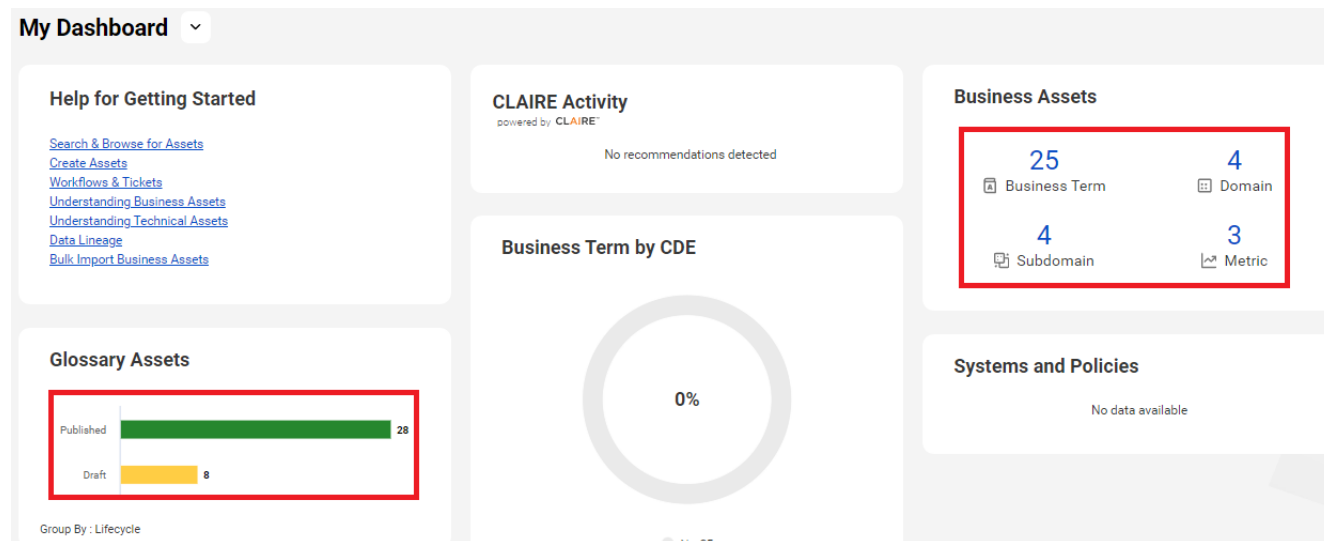 My Dashboard
Help for Getting Started
Search & Browse for Assets
Create Assets
Workflows & Tickets
Understanding Business Assets
Understanding Technical Assets
Data Lineage
Bulk Import Business Assets
Glossary Assets
Published 28
Draft 8
Group By : Lifecycle
CLAIRE Activity
powered by CLAIRE™
No recommendations detected
Business Term by CDE
0%
Business Assets
25 4
Business Term Domain
4 3
Subdomain Metric
Systems and Policies
No data available